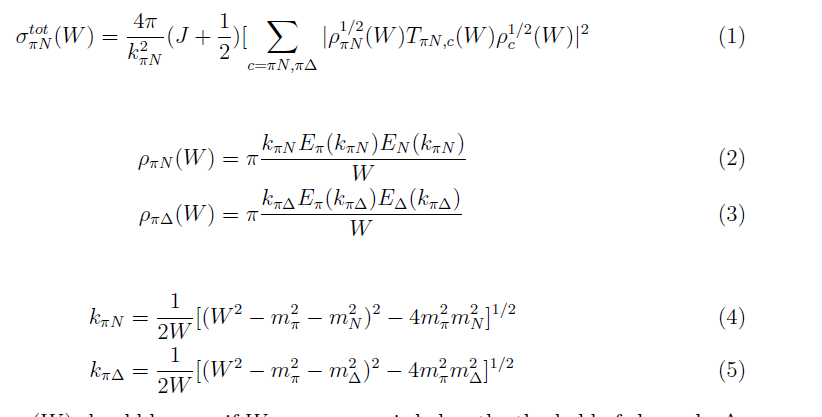 σ^{tot}_{πN}(W) = \frac{4π}{k^2_{πN}}(J + \frac{1}{2})[ \sum_{c=πN,πΔ} |ρ^{1/2}_{πN}(W)T_{πN,c}(W)ρ^{1/2}_c(W)|^2 (1)
ρ_{πN}(W) = π\frac{k_{πN}E_π(k_{πN})E_N(k_{πN})}{W} (2)
ρ_{πΔ}(W) = π\frac{k_{πΔ}E_π(k_{πΔ})E_Δ(k_{πΔ})}{W} (3)
k_{πN} = \frac{1}{2W}[(W^2 − m^2_π − m^2_N)^2 − 4m^2_π m^2_N]^{1/2} (4)
k_{πΔ} = \frac{1}{2W}[(W^2 − m^2_π − m^2_Δ)^2 − 4m^2_π m^2_Δ]^{1/2} (5)